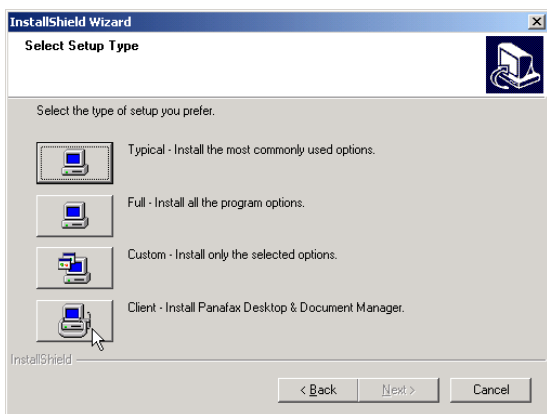 InstallShield Wizard
Select Setup Type
Select the type of setup you prefer.
Typical - Install the most commonly used options.
Full - Install all the program options.
Custom - Install only the selected options.
Client - Install Panafax Desktop & Document Manager.
InstallShield
< Back Next > Cancel